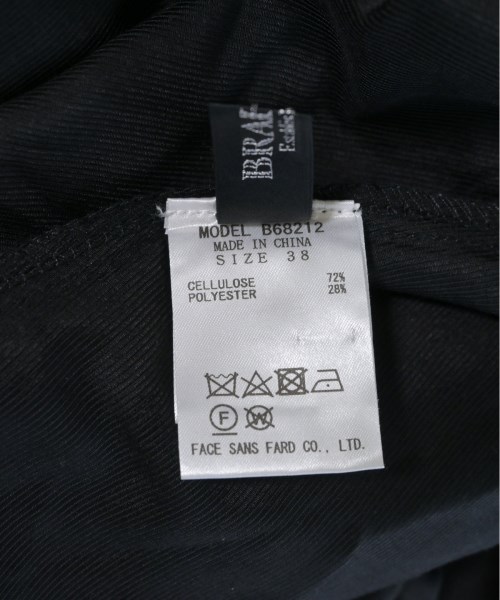 MODEL B68212
MADE IN CHINA
SIZE 38
CELLULOSE 72%
POLYESTER 28%
F
W
FACE SANS FARD CO., LTD.